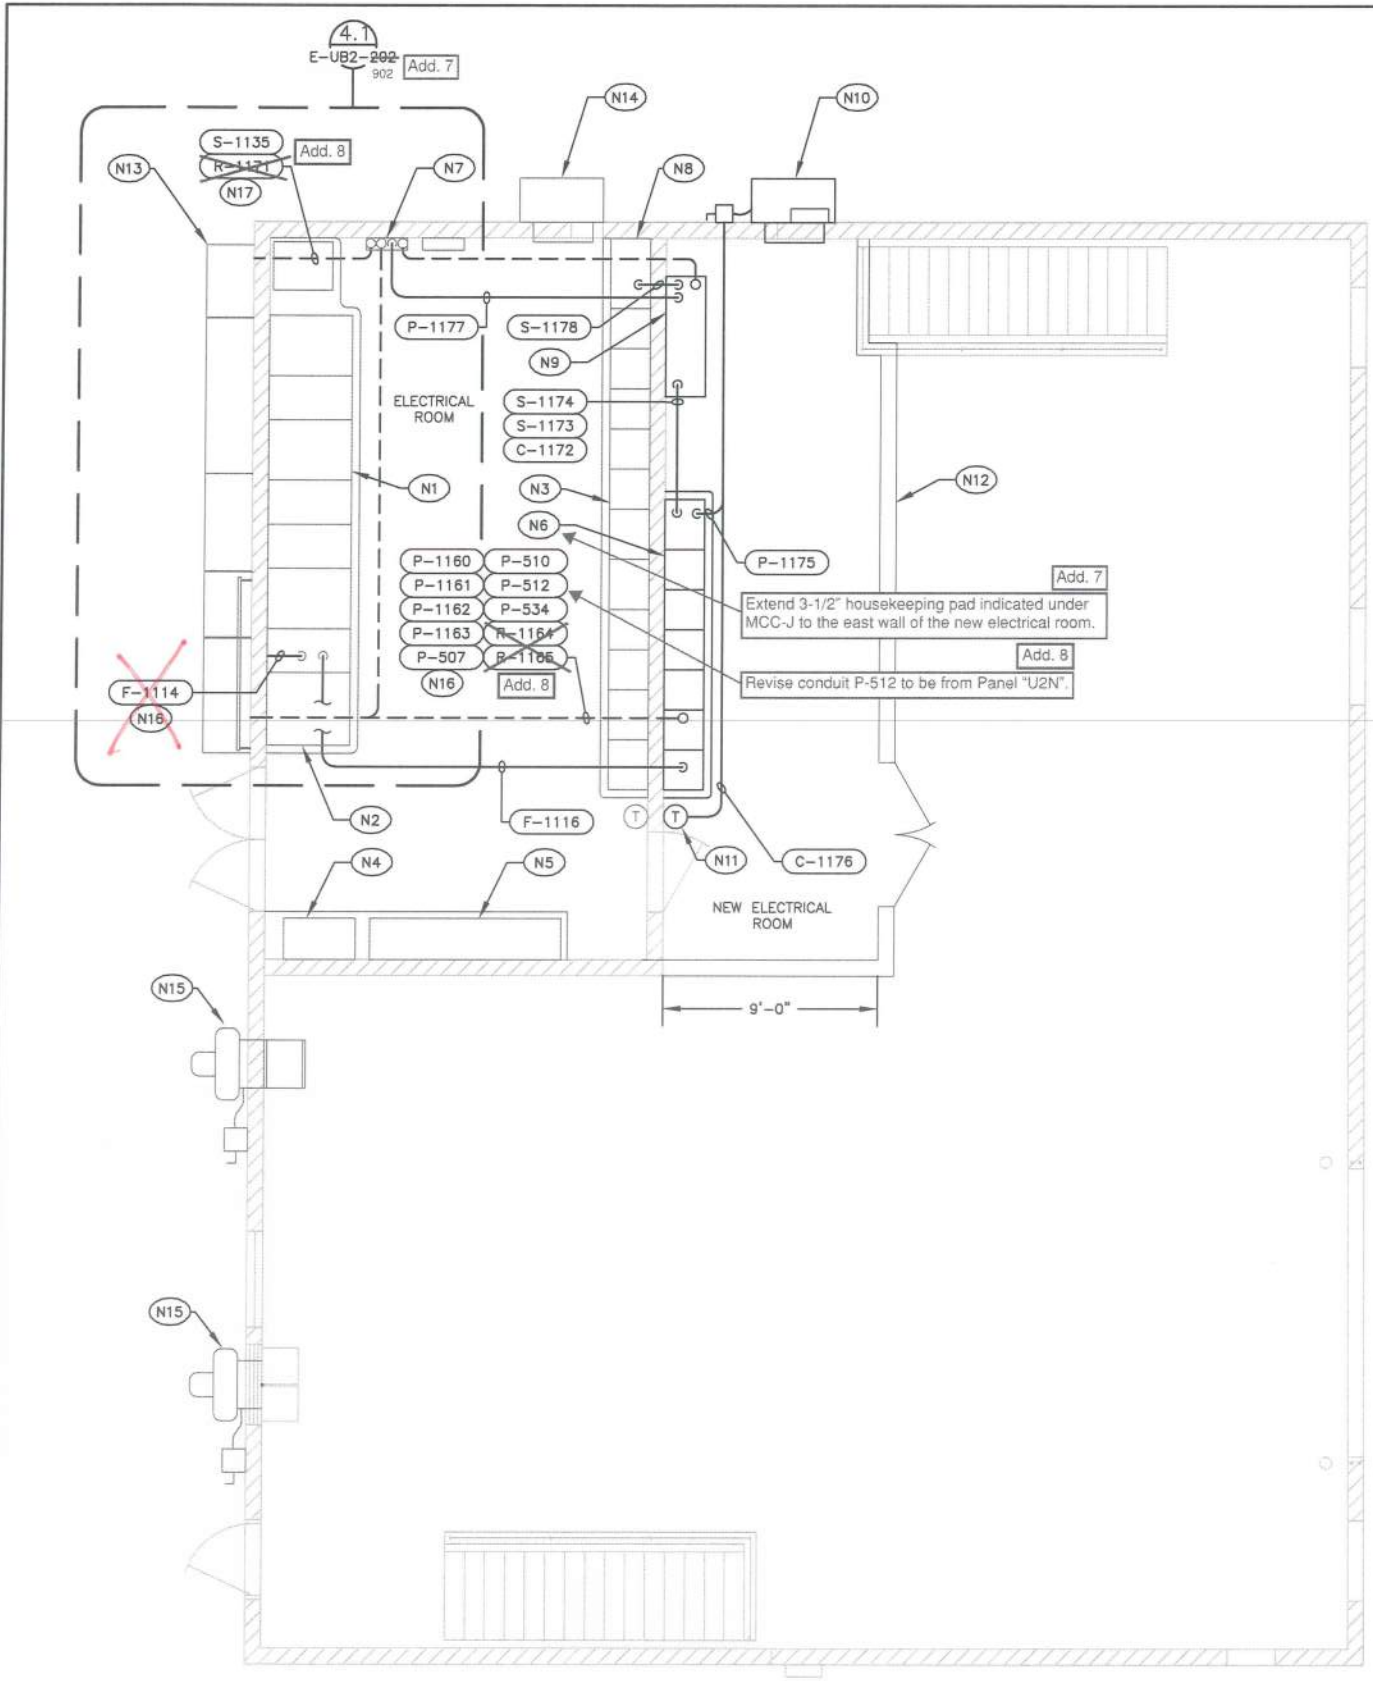 4.1
E-UB2-202
902
Add. 7
N14
N10
S-1135
R-1171
N17
Add. 8
N13
N7
N8
P-1177
S-1178
N9
ELECTRICAL
ROOM
S-1174
S-1173
C-1172
N1
N3
N12
N6
P-1175
P-1160 P-510
P-1161 P-512
P-1162 P-534
P-1163 R-1164
P-507 R-1165
N16
Add. 8
Add. 7
Extend 3-1/2" housekeeping pad indicated under
MCC-J to the east wall of the new electrical room.
Add. 8
Revise conduit P-512 to be from Panel "U2N".
F-1114
N16
N2
F-1116
T
T
N11
C-1176
N4
N5
NEW ELECTRICAL
ROOM
N15
9'-0"
N15